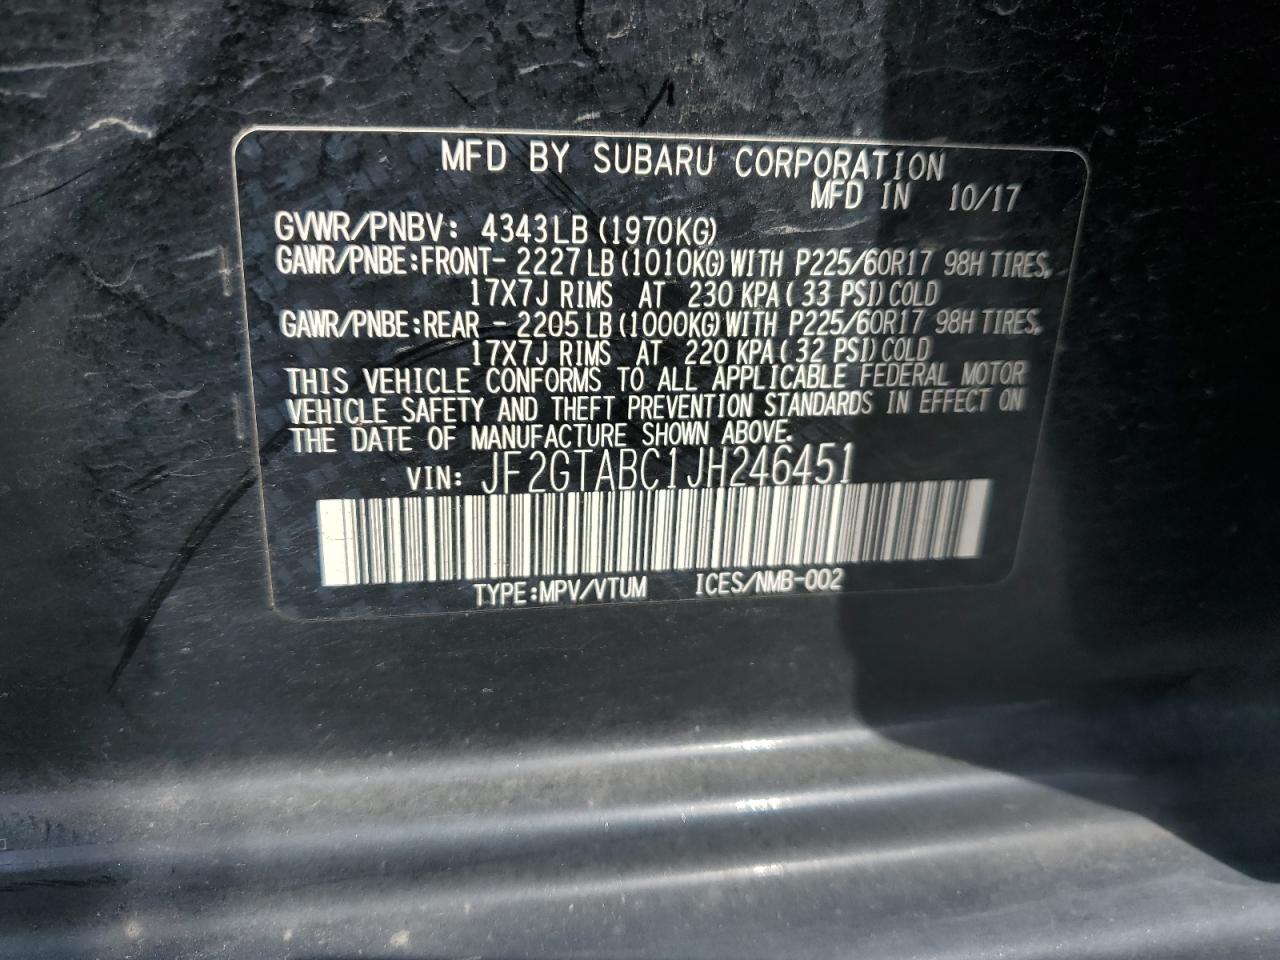 MFD BY SUBARU CORPORATION
MFD IN 10/17
GVWR/PNBV: 4343LB(1970KG)
GAWR/PNBE:FRONT- 2227LB(1010KG)WITH P225/60R17 98H TIRES,
17X7J RIMS AT 230 KPA(33 PSI)COLD
GAWR/PNBE:REAR - 2205LB(1000KG)WITH P225/60R17 98H TIRES,
17X7J RIMS AT 220 KPA(32 PSI)COLD
THIS VEHICLE CONFORMS TO ALL APPLICABLE FEDERAL MOTOR
VEHICLE SAFETY AND THEFT PREVENTION STANDARDS IN EFFECT ON
THE DATE OF MANUFACTURE SHOWN ABOVE.
VIN: JF2GTABC1JH246451
TYPE:MPV/VTUM ICES/NMB-002